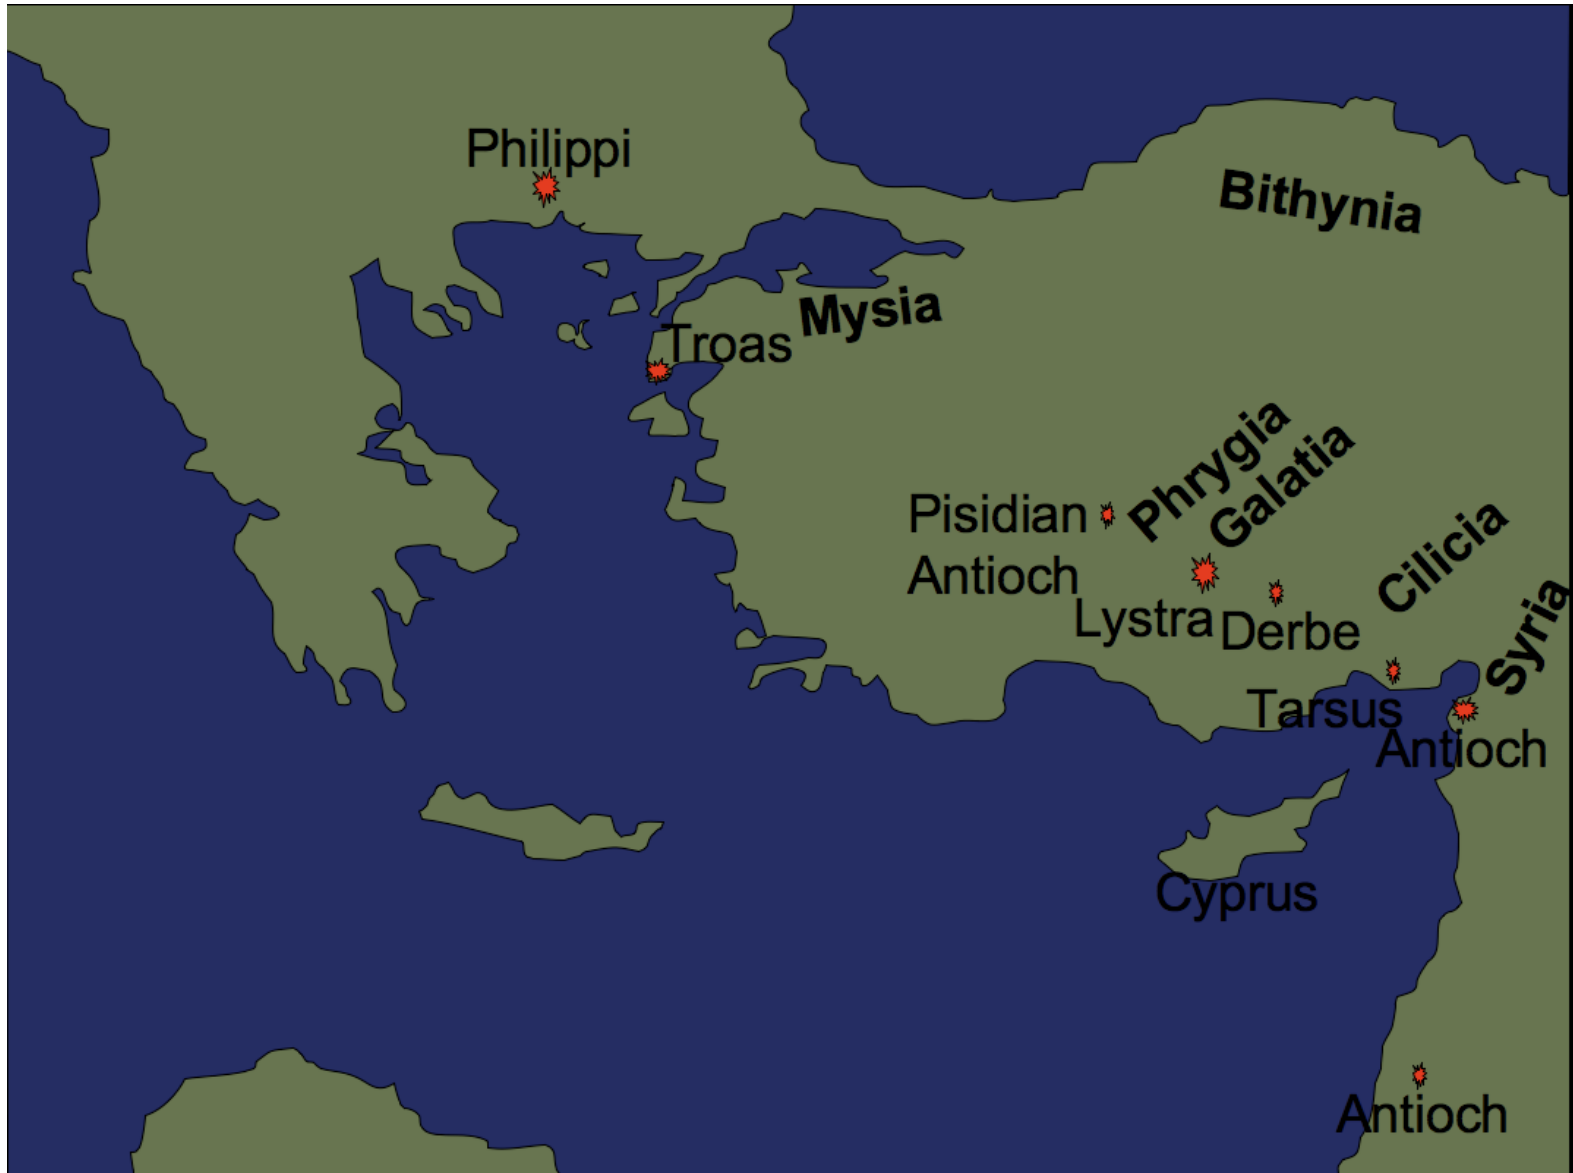 Philippi
Bithynia
Mysia
Troas
Phrygia
Galatia
Pisidian
Antioch
Cilicia
Lystra
Derbe
Syria
Tarsus
Antioch
Cyprus
Antioch